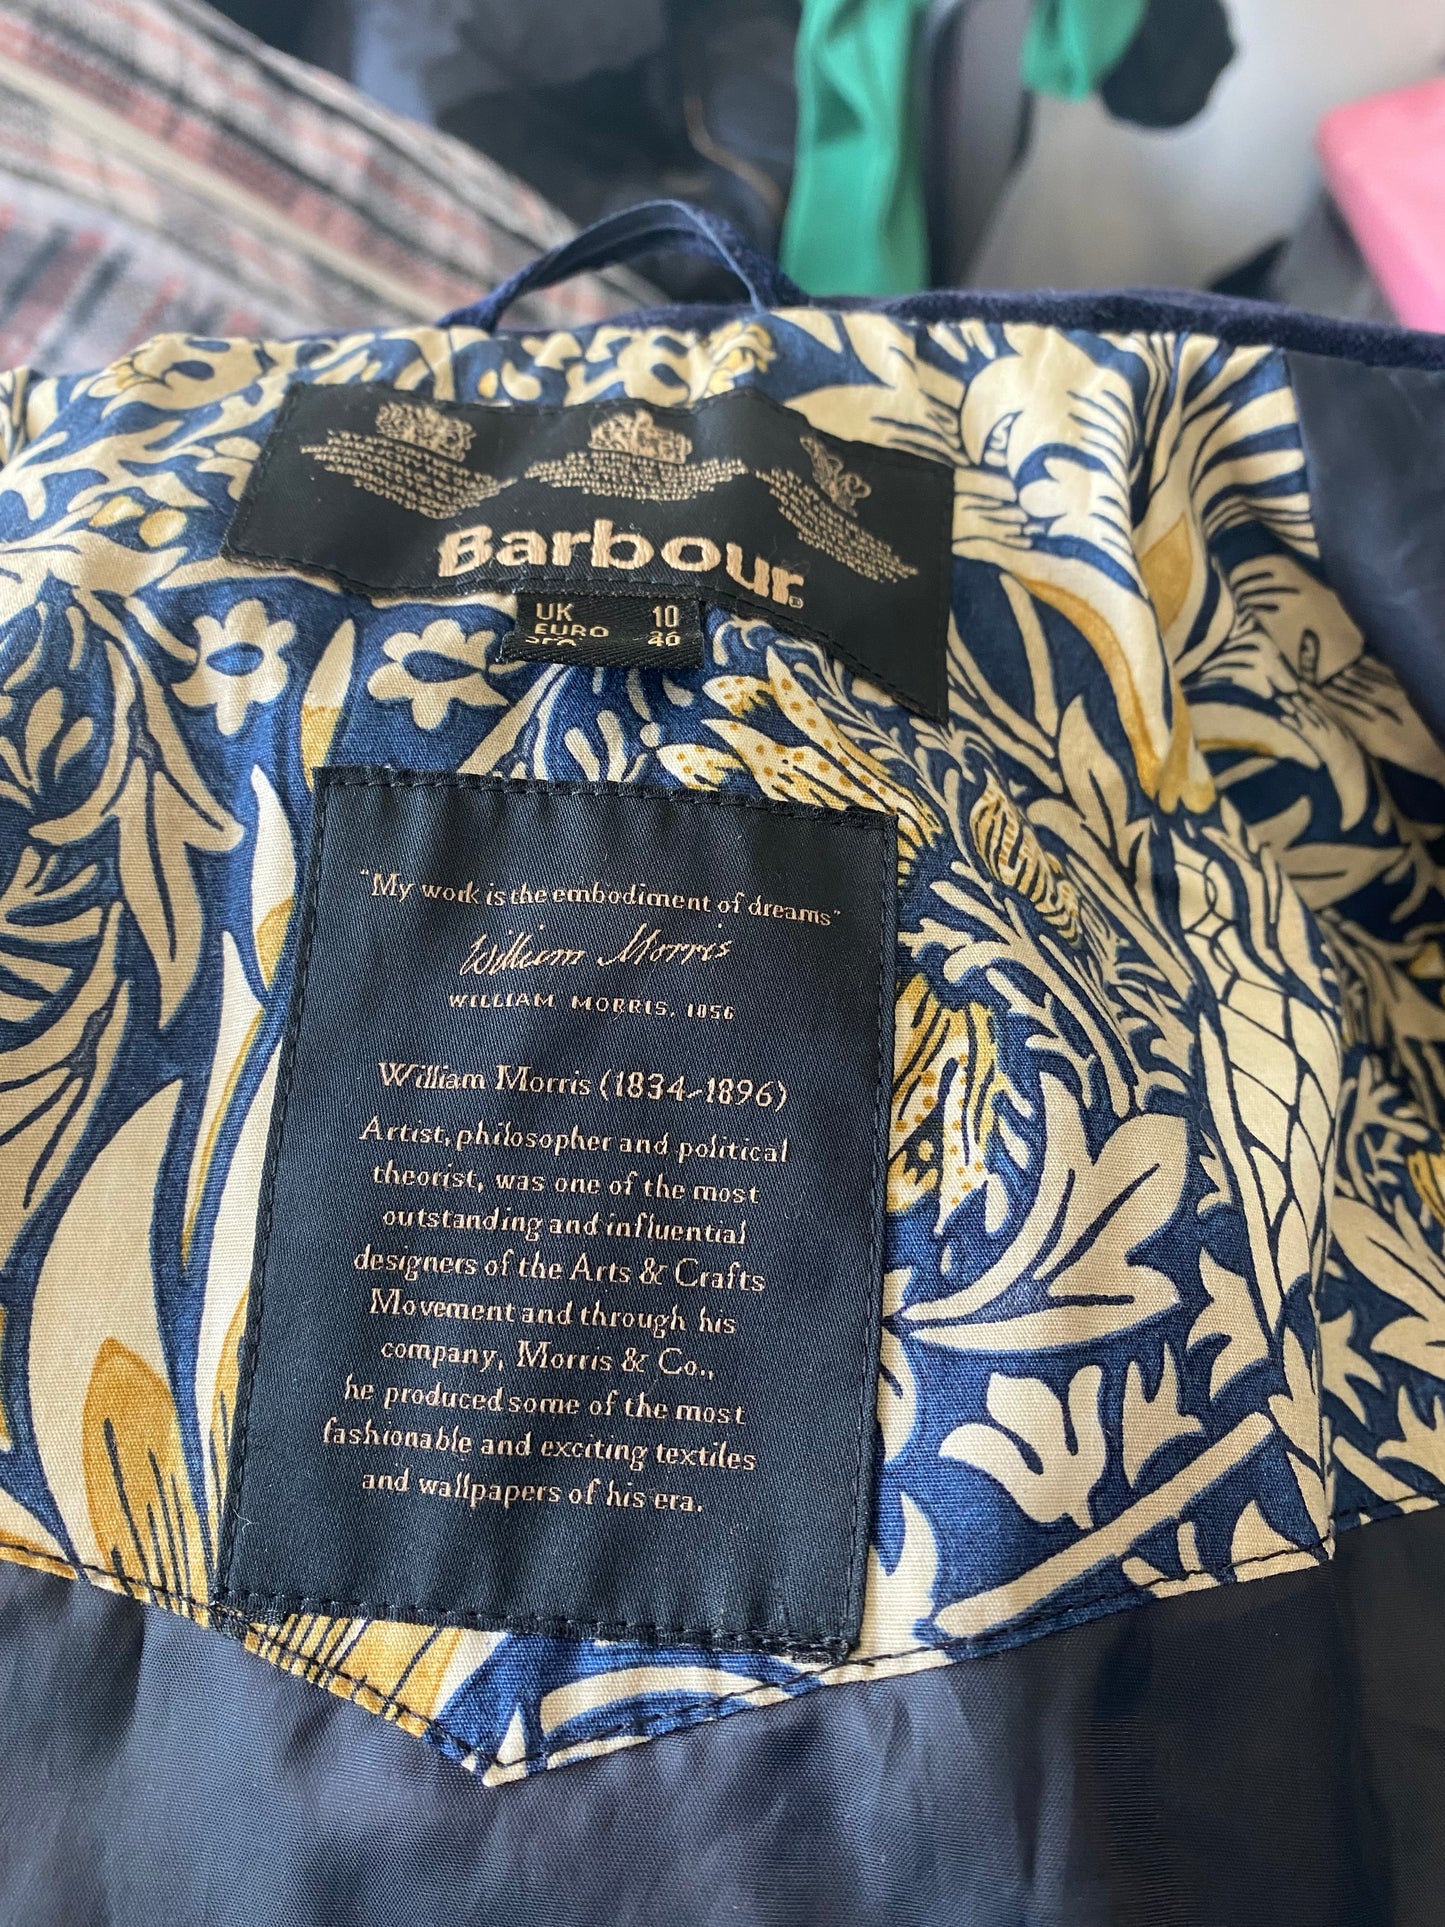 Barbour
UK 10
EURO
"My work is the embodiment of dreams"
William Morris
WILLIAM MORRIS, 1856
William Morris (1834-1896)
Artist, philosopher and political
theorist, was one of the most
outstanding and influential
designers of the Arts & Crafts
Movement and through his
company, Morris & Co.,
he produced some of the most
fashionable and exciting textiles
and wallpapers of his era.